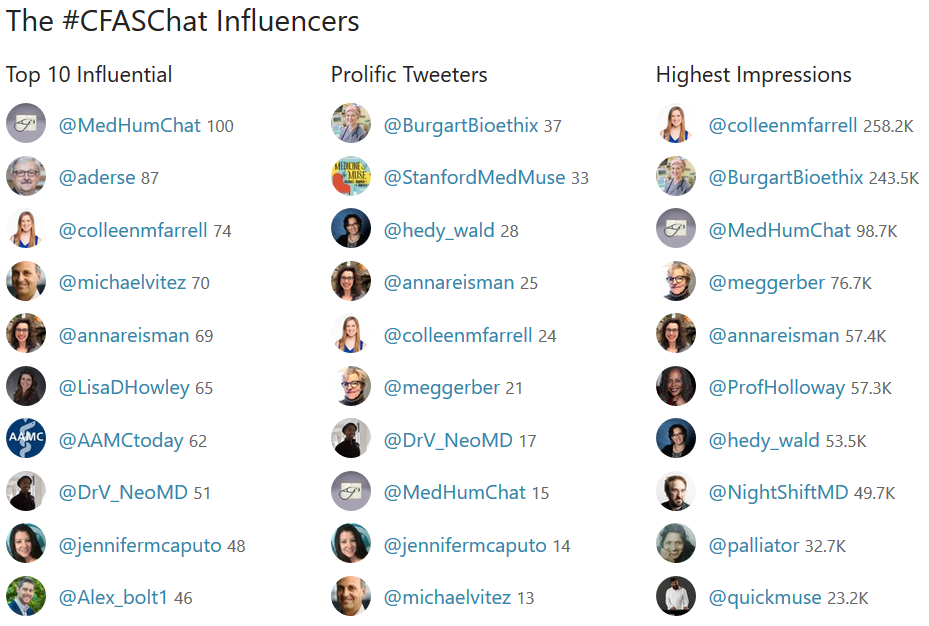 The #CFASChat Influencers
Top 10 Influential
@MedHumChat 100
@aderse 87
@colleenmfarrell 74
@michaelvitez 70
@annareisman 69
@LisaDHowley 65
AAMC
@AAMCtoday 62
@DrV_NeoMD 51
@jennifermcaputo 48
@Alex_bolt1 46
Prolific Tweeters
@BurgartBioethix 37
MEDICINE &
MUSE
@StanfordMedMuse 33
@hedy_wald 28
@annareisman 25
@colleenmfarrell 24
@meggerber 21
@DrV_NeoMD 17
@MedHumChat 15
@jennifermcaputo 14
@michaelvitez 13
Highest Impressions
@colleenmfarrell 258.2K
@BurgartBioethix 243.5K
@MedHumChat 98.7K
@meggerber 76.7K
@annareisman 57.4K
@ProfHolloway 57.3K
@hedy_wald 53.5K
@NightShiftMD 49.7K
@palliator 32.7K
@quickmuse 23.2K